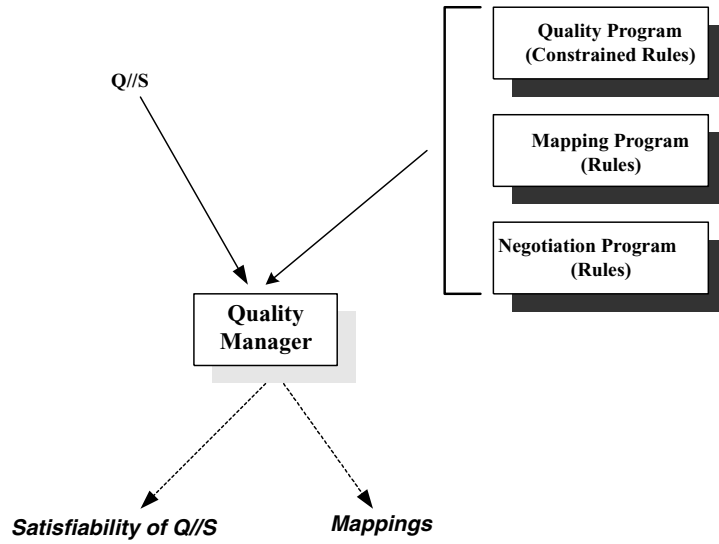 Quality Program
(Constrained Rules)
Q//S
Mapping Program
(Rules)
Negotiation Program
(Rules)
Quality
Manager
Satisfiability of Q//S
Mappings